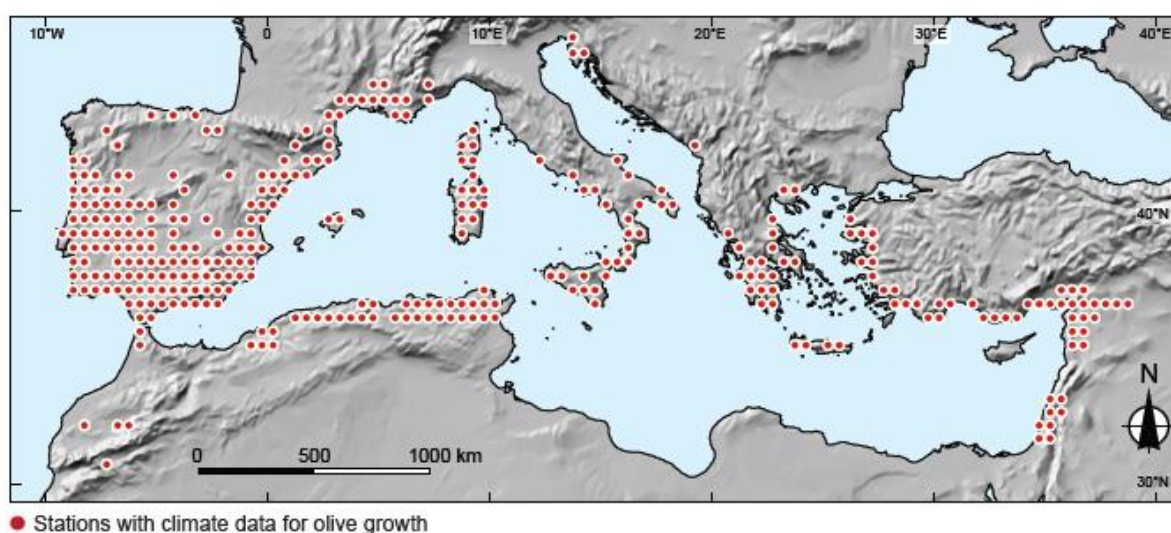 10°W 0 10°E 20°E 30°E 40°E
40°N
N
0 500 1000 km
30°N
Stations with climate data for olive growth